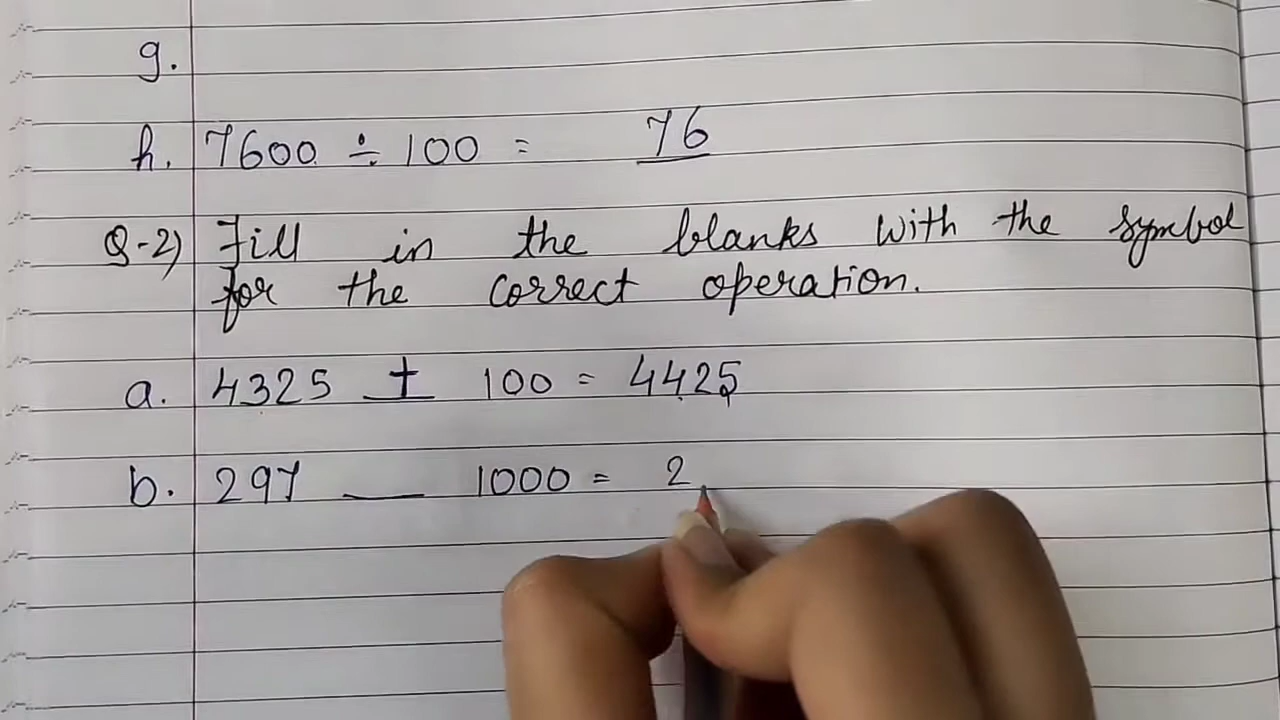 g.
h. 7600 ÷ 100 = 76
Q-2) Fill in the blanks with the symbol
for the correct operation.
a. 4325 + 100 = 4425
b. 297 ___ 1000 = 2